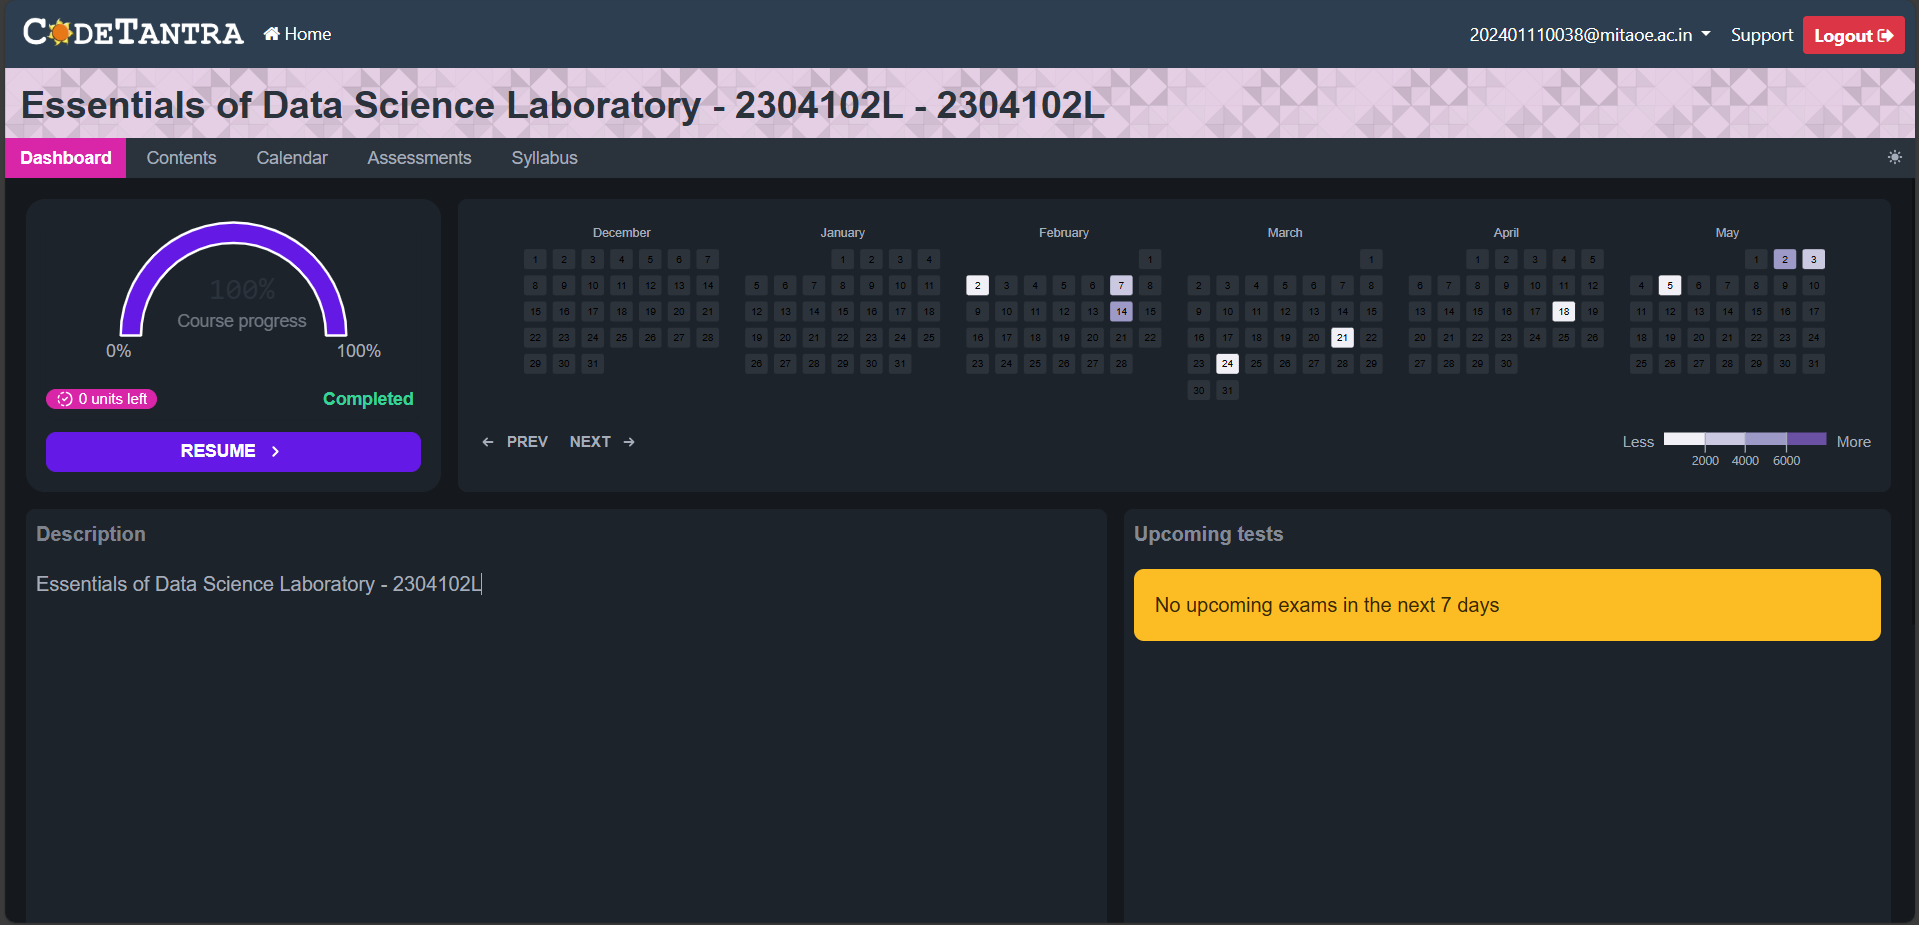 CODETANTRA Home 202401110038@mitaoe.ac.in Support Logout
Essentials of Data Science Laboratory - 2304102L - 2304102L
Dashboard Contents Calendar Assessments Syllabus
100%
Course progress
0% 100%
0 units left Completed
RESUME
December
1 2 3 4 5 6 7
8 9 10 11 12 13 14
15 16 17 18 19 20 21
22 23 24 25 26 27 28
29 30 31
January
1 2 3 4
5 6 7 8 9 10 11
12 13 14 15 16 17 18
19 20 21 22 23 24 25
26 27 28 29 30 31
February
1
2 3 4 5 6 7 8
9 10 11 12 13 14 15
16 17 18 19 20 21 22
23 24 25 26 27 28
March
1
2 3 4 5 6 7 8
9 10 11 12 13 14 15
16 17 18 19 20 21 22
23 24 25 26 27 28 29
30 31
April
1 2 3 4 5
6 7 8 9 10 11 12
13 14 15 16 17 18 19
20 21 22 23 24 25 26
27 28 29 30
May
1 2 3
4 5 6 7 8 9 10
11 12 13 14 15 16 17
18 19 20 21 22 23 24
25 26 27 28 29 30 31
PREV NEXT
Less More
2000 4000 6000
Description
Essentials of Data Science Laboratory - 2304102L
Upcoming tests
No upcoming exams in the next 7 days